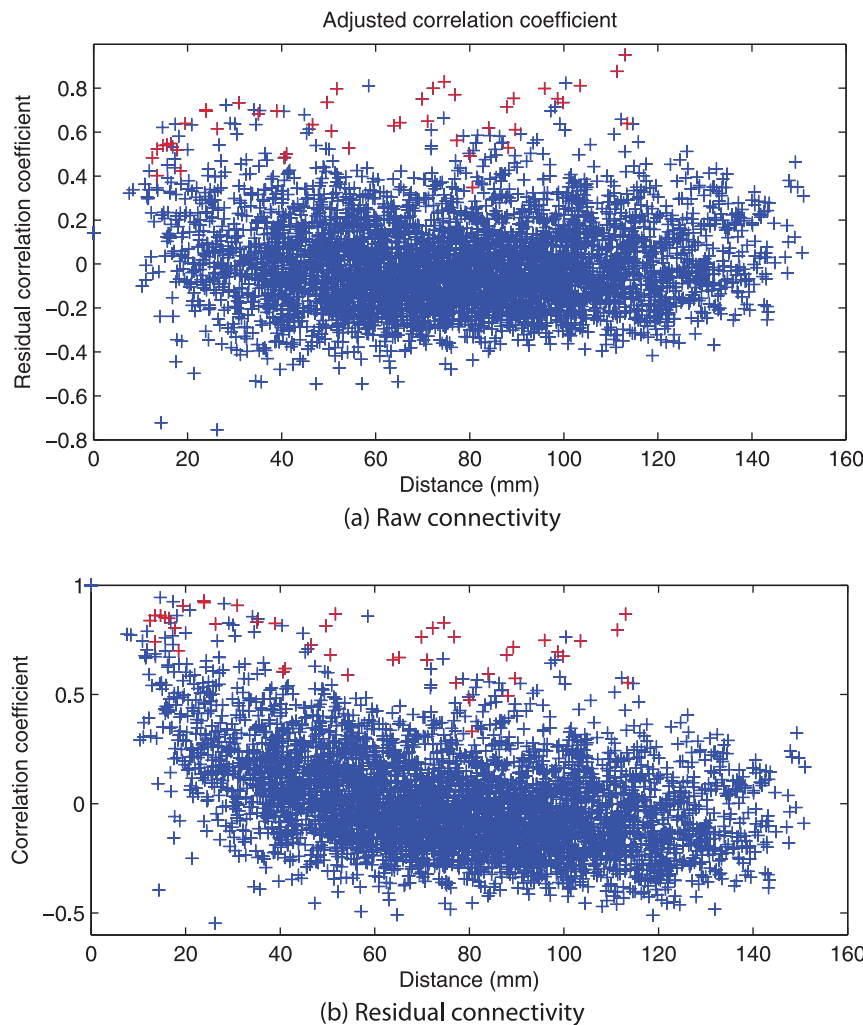 Adjusted correlation coefficient
0.8
0.6
0.4
0.2
0
−0.2
−0.4
−0.6
−0.8
Residual correlation coefficient
0 20 40 60 80 100 120 140 160
Distance (mm)
(a) Raw connectivity
1
0.5
0
−0.5
Correlation coefficient
0 20 40 60 80 100 120 140 160
Distance (mm)
(b) Residual connectivity